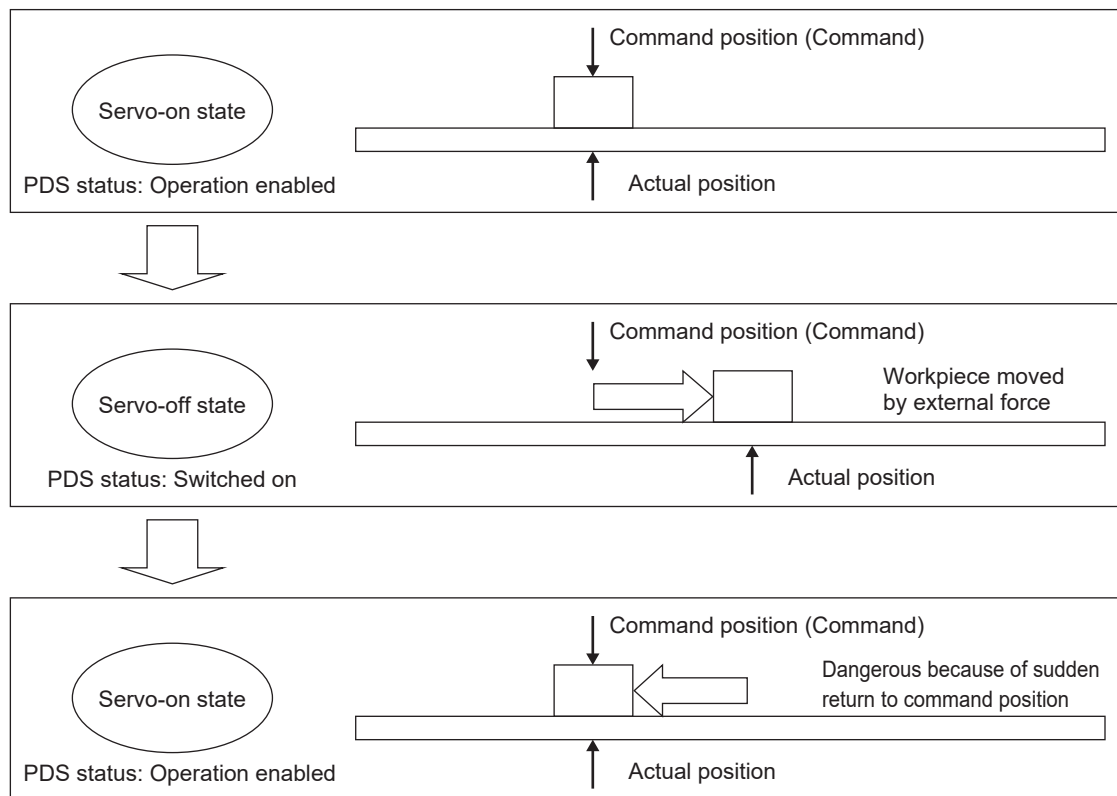 Command position (Command)
Servo-on state
PDS status: Operation enabled
Actual position
Command position (Command)
Servo-off state
Workpiece moved
by external force
PDS status: Switched on
Actual position
Command position (Command)
Servo-on state
Dangerous because of sudden
return to command position
PDS status: Operation enabled
Actual position